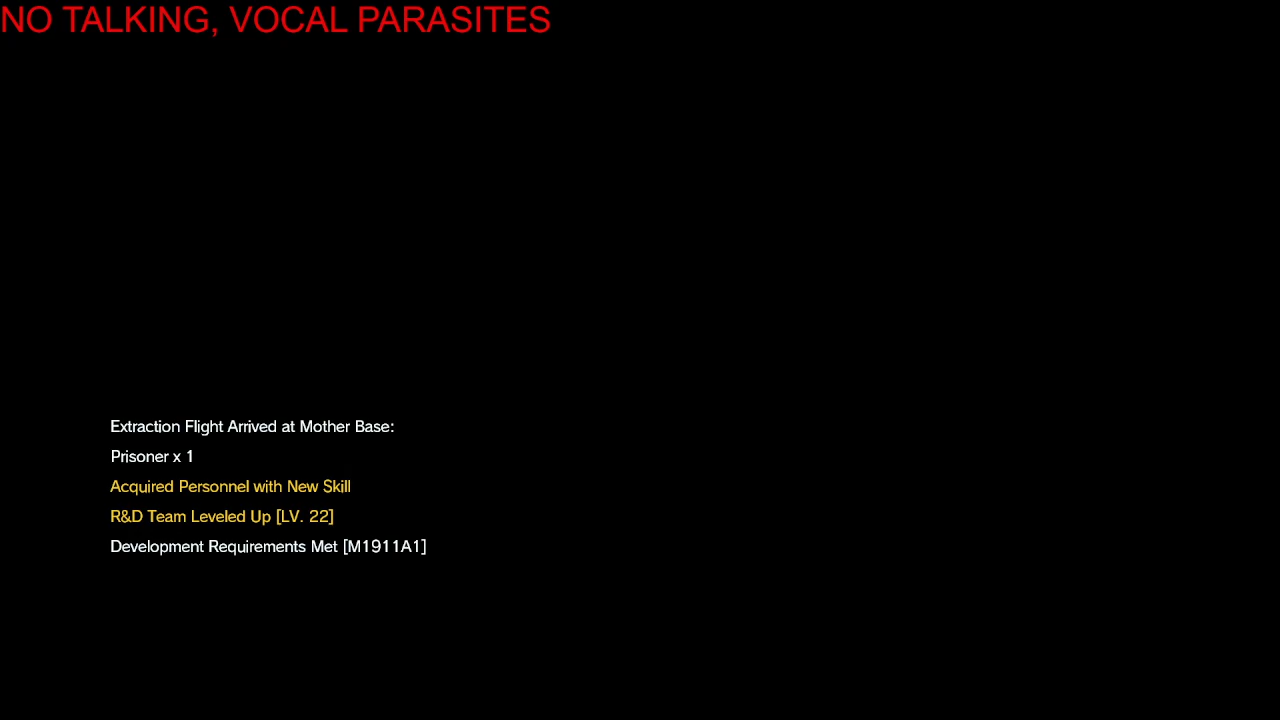 NO TALKING, VOCAL PARASITES
Extraction Flight Arrived at Mother Base:
Prisoner x 1
Acquired Personnel with New Skill
R&D Team Leveled Up [LV. 22]
Development Requirements Met [M1911A1]